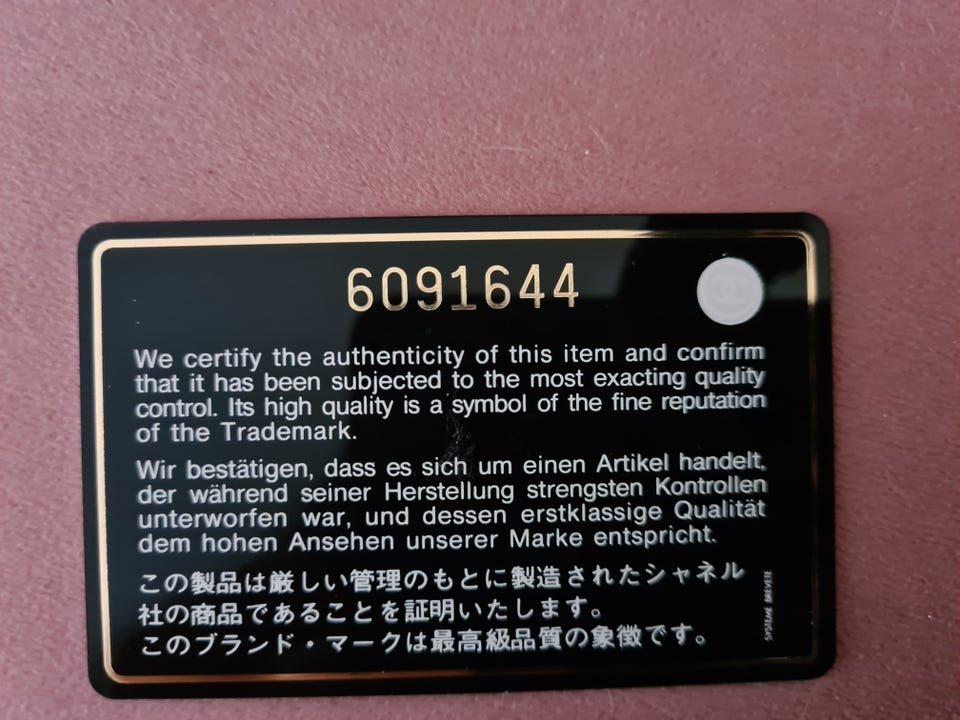 6091644
We certify the authenticity of this item and confirm
that it has been subjected to the most exacting quality
control. Its high quality is a symbol of the fine reputation
of the Trademark.
Wir bestätigen, dass es sich um einen Artikel handelt,
der während seiner Herstellung strengsten Kontrollen
unterworfen war, und dessen erstklassige Qualität
dem hohen Ansehen unserer Marke entspricht.
この製品は厳しい管理のもとに製造されたシャネル
社の商品であることを証明いたします。
このブランド・マークは最高級品質の象徴です。
SYSTEME BREVETE